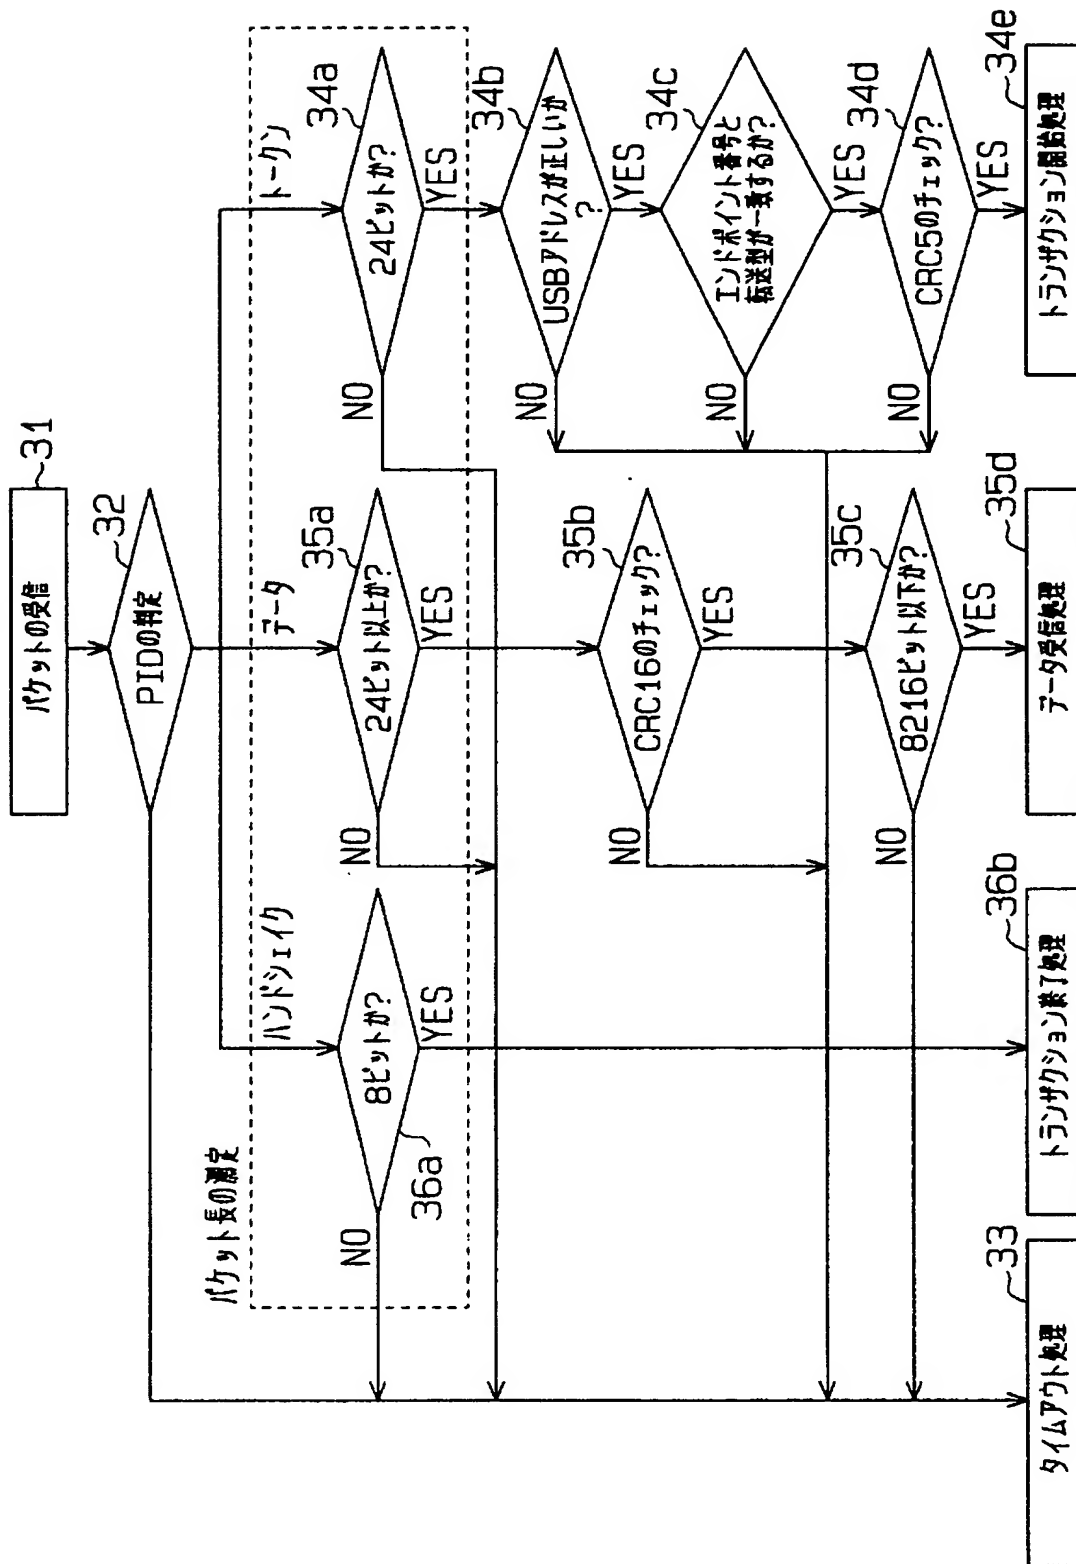 パケットの受信
31
32
PIDの判定
パケット長の測定
ハンドシェイク
データ
トークン
8ビットか?
36a
NO
YES
24ビット以上か?
35a
NO
YES
24ビットか?
34a
NO
YES
USBアドレスが正しいか
?
34b
NO
YES
エンドポイント番号と
転送型が一致するか?
34c
NO
YES
CRC16のチェック?
35b
NO
YES
CRC5のチェック?
34d
NO
YES
8216ビット以下か?
35c
NO
YES
タイムアウト処理
33
トランザクション終了処理
36b
データ受信処理
35d
トランザクション開始処理
34e